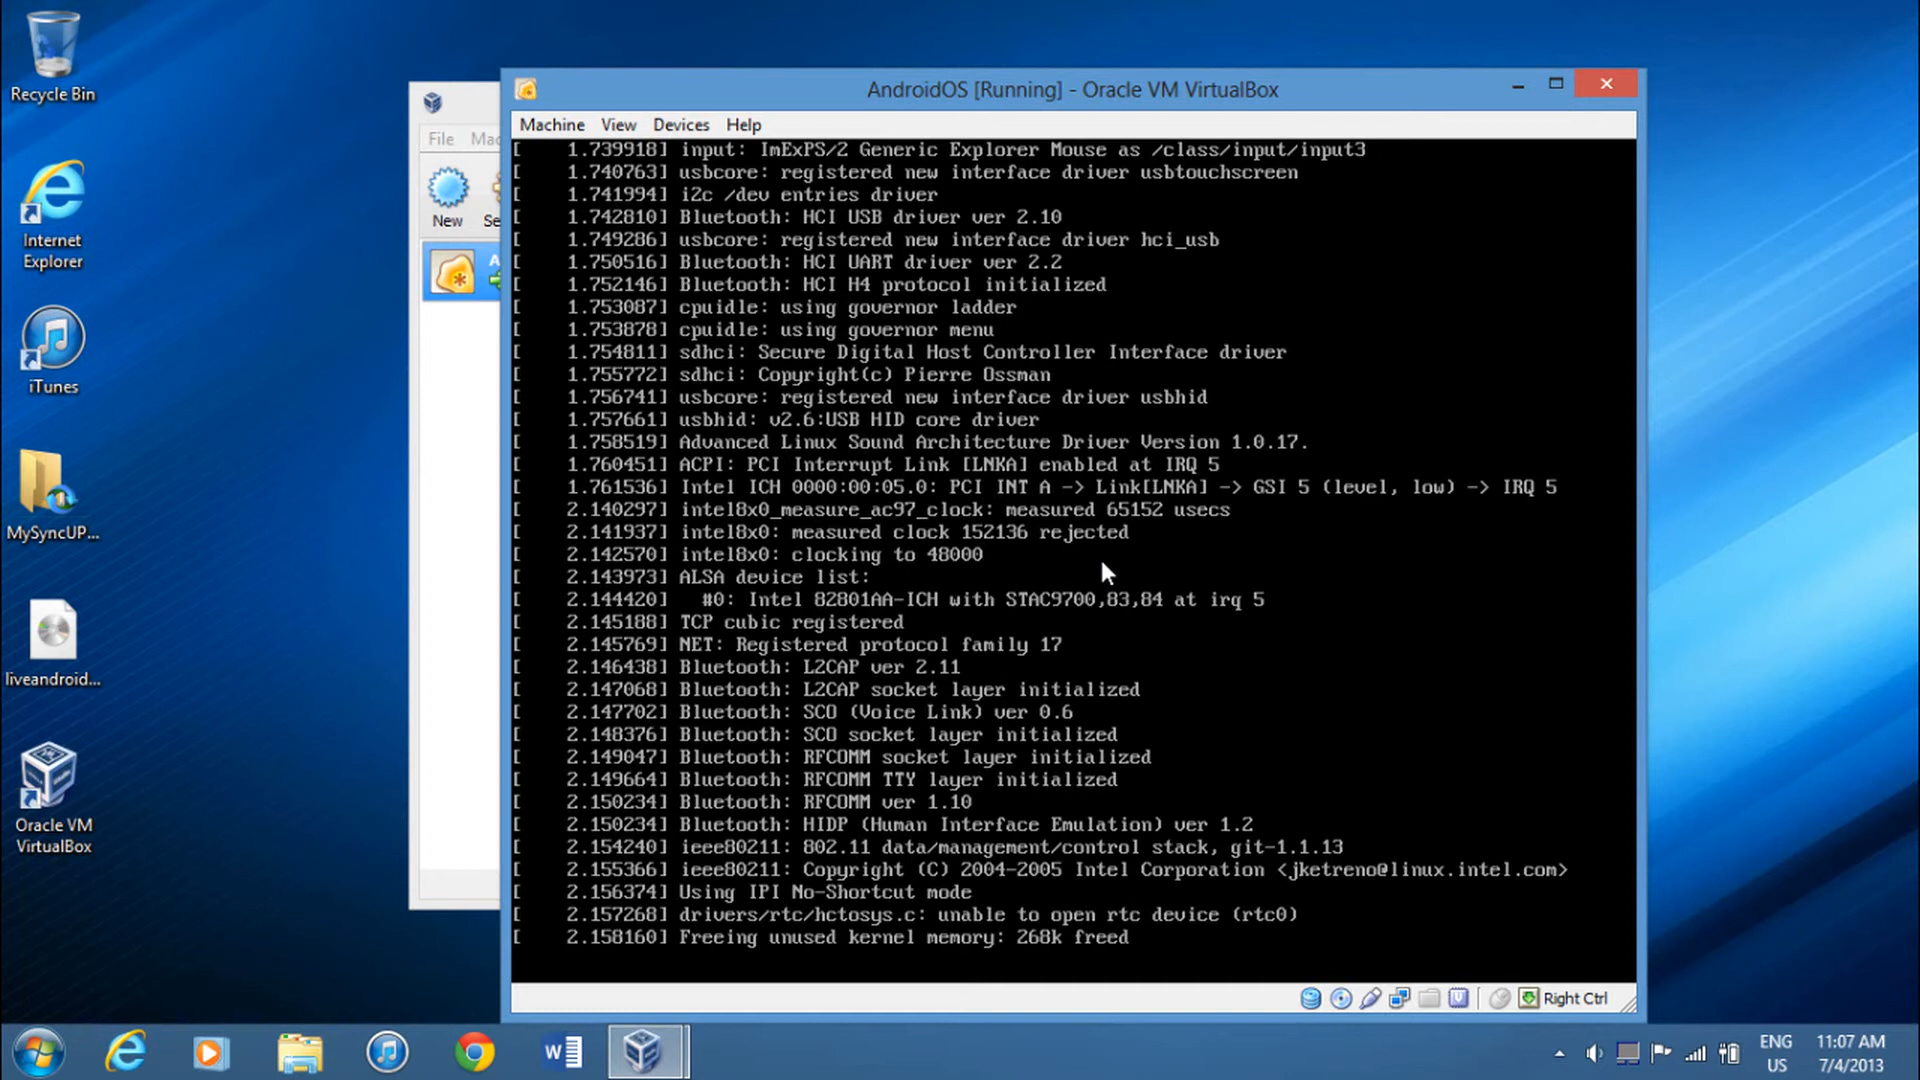 Recycle Bin
Internet
Explorer
iTunes
MySyncUP...
liveandroid...
Oracle VM
VirtualBox
File Mac
New Se
A
AndroidOS [Running] - Oracle VM VirtualBox
Machine View Devices Help
[ 1.739918] input: ImExPS/2 Generic Explorer Mouse as /class/input/input3
[ 1.740763] usbcore: registered new interface driver usbtouchscreen
[ 1.741994] i2c /dev entries driver
[ 1.742810] Bluetooth: HCI USB driver ver 2.10
[ 1.749286] usbcore: registered new interface driver hci_usb
[ 1.750516] Bluetooth: HCI UART driver ver 2.2
[ 1.752146] Bluetooth: HCI H4 protocol initialized
[ 1.753087] cpuidle: using governor ladder
[ 1.753878] cpuidle: using governor menu
[ 1.754811] sdhci: Secure Digital Host Controller Interface driver
[ 1.755772] sdhci: Copyright(c) Pierre Ossman
[ 1.756741] usbcore: registered new interface driver usbhid
[ 1.757661] usbhid: v2.6:USB HID core driver
[ 1.758519] Advanced Linux Sound Architecture Driver Version 1.0.17.
[ 1.760451] ACPI: PCI Interrupt Link [LNKA] enabled at IRQ 5
[ 1.761536] Intel ICH 0000:00:05.0: PCI INT A -> Link[LNKA] -> GSI 5 (level, low) -> IRQ 5
[ 2.140297] intel8x0_measure_ac97_clock: measured 65152 usecs
[ 2.141937] intel8x0: measured clock 152136 rejected
[ 2.142570] intel8x0: clocking to 48000
[ 2.143973] ALSA device list:
[ 2.144420]   #0: Intel 82801AA-ICH with STAC9700,83,84 at irq 5
[ 2.145188] TCP cubic registered
[ 2.145769] NET: Registered protocol family 17
[ 2.146438] Bluetooth: L2CAP ver 2.11
[ 2.147068] Bluetooth: L2CAP socket layer initialized
[ 2.147702] Bluetooth: SCO (Voice Link) ver 0.6
[ 2.148376] Bluetooth: SCO socket layer initialized
[ 2.149047] Bluetooth: RFCOMM socket layer initialized
[ 2.149664] Bluetooth: RFCOMM TTY layer initialized
[ 2.150234] Bluetooth: RFCOMM ver 1.10
[ 2.150234] Bluetooth: HIDP (Human Interface Emulation) ver 1.2
[ 2.154240] ieee80211: 802.11 data/management/control stack, git-1.1.13
[ 2.155366] ieee80211: Copyright (C) 2004-2005 Intel Corporation <jketreno@linux.intel.com>
[ 2.156374] Using IPI No-Shortcut mode
[ 2.157268] drivers/rtc/hctosys.c: unable to open rtc device (rtc0)
[ 2.158160] Freeing unused kernel memory: 268k freed
Right Ctrl
ENG
US
11:07 AM
7/4/2013